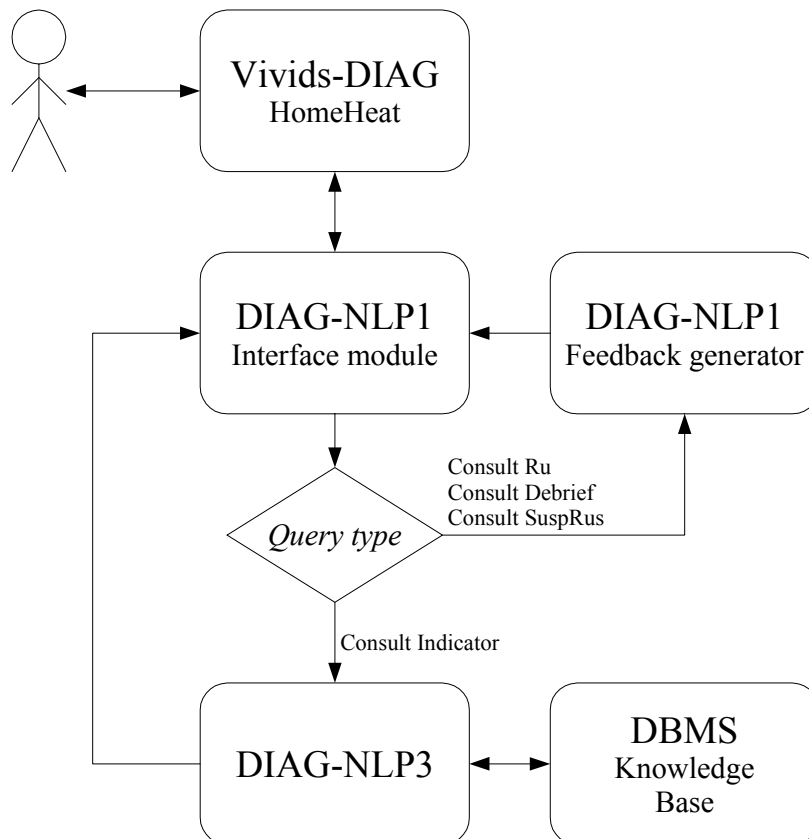 Vivids-DIAG
HomeHeat
DIAG-NLP1
Interface module
DIAG-NLP1
Feedback generator
Consult Ru
Consult Debrief
Consult SuspRus
Query type
Consult Indicator
DIAG-NLP3
DBMS
Knowledge
Base